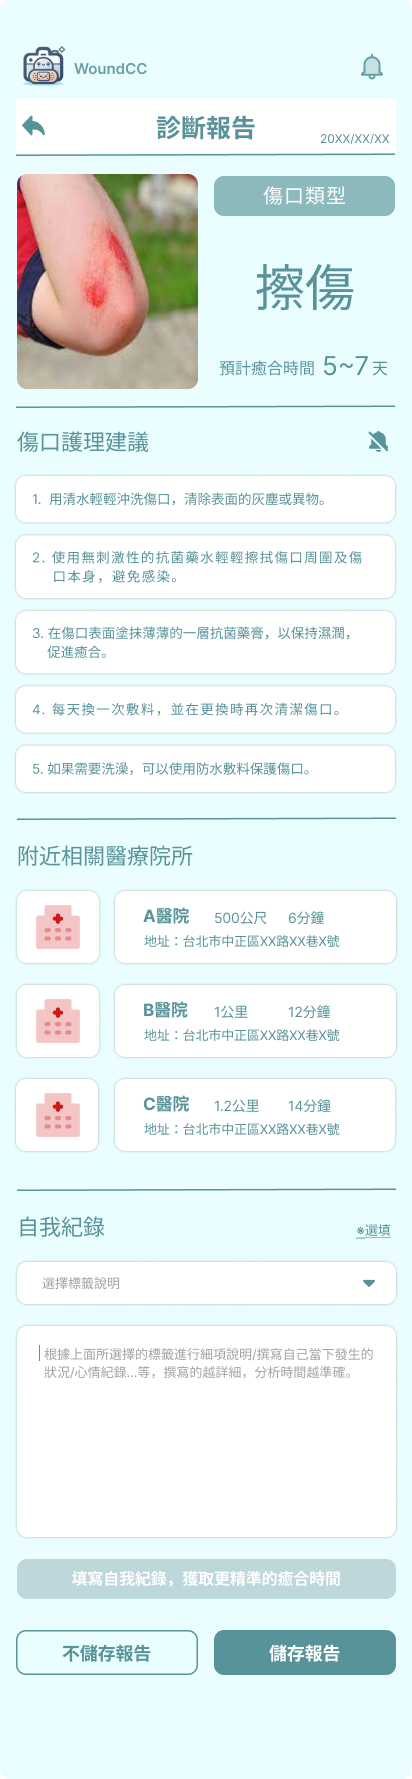 WoundCC
診斷報告
20XX/XX/XX
傷口類型
擦傷
預計癒合時間 5~7 天
傷口護理建議
1. 用清水輕輕沖洗傷口，清除表面的灰塵或異物。
2. 使用無刺激性的抗菌藥水輕輕擦拭傷口周圍及傷
口本身，避免感染。
3. 在傷口表面塗抹薄薄的一層抗菌藥膏，以保持濕潤，
促進癒合。
4. 每天換一次敷料，並在更換時再次清潔傷口。
5. 如果需要洗澡，可以使用防水敷料保護傷口。
附近相關醫療院所
A醫院 500公尺 6分鐘
地址：台北市中正區XX路XX巷X號
B醫院 1公里 12分鐘
地址：台北市中正區XX路XX巷X號
C醫院 1.2公里 14分鐘
地址：台北市中正區XX路XX巷X號
自我紀錄
※選填
選擇標籤說明
根據上面所選擇的標籤進行細項說明/撰寫自己當下發生的
狀況/心情紀錄...等，撰寫的越詳細，分析時間越準確。
填寫自我紀錄，獲取更精準的癒合時間
不儲存報告
儲存報告